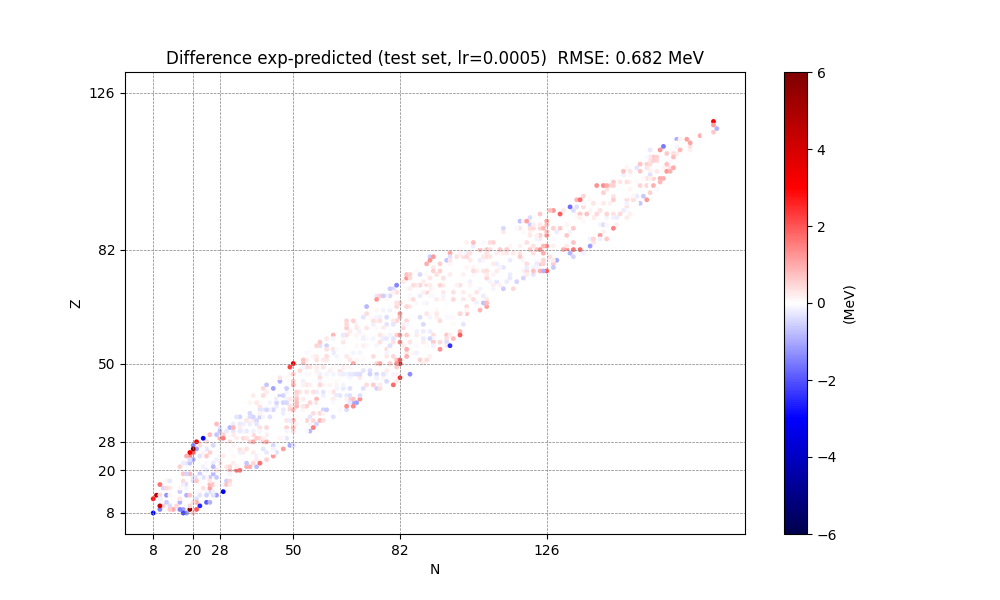 Difference exp-predicted (test set, lr=0.0005)  RMSE: 0.682 MeV
126
82
50
28
20
8
Z
8 20 28 50 82 126
N
6
4
2
0
−2
−4
−6
(MeV)